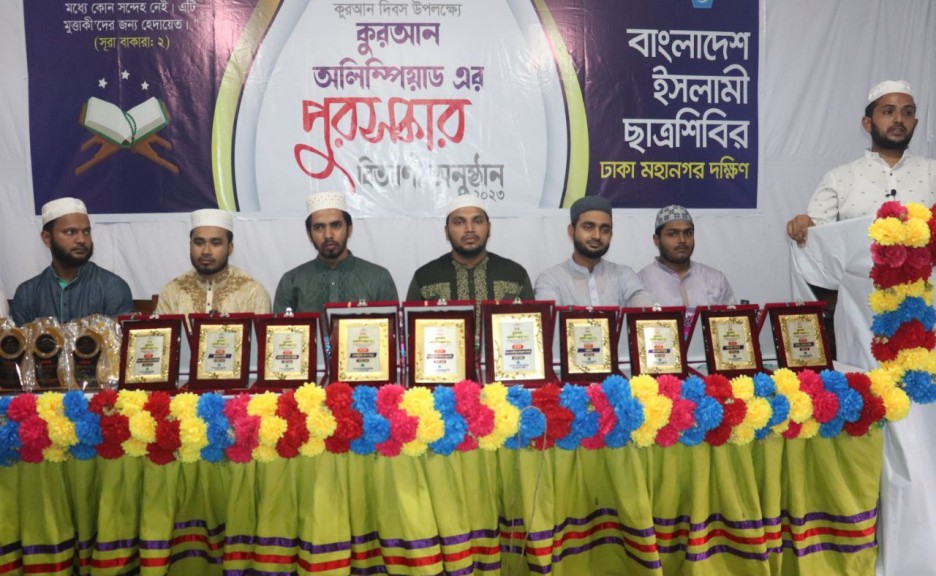 মধ্যে কোন সন্দেহ নেই। এটি
মুত্তাকী'দের জন্য হেদায়েত।
(সূরা বাকারা: ২)
কুরআন দিবস উপলক্ষ্যে
কুরআন
অলিম্পিয়াড এর
পুরস্কার
বিতরণী অনুষ্ঠান
২০২৩
বাংলাদেশ
ইসলামী
ছাত্রশিবির
ঢাকা মহানগর দক্ষিণ